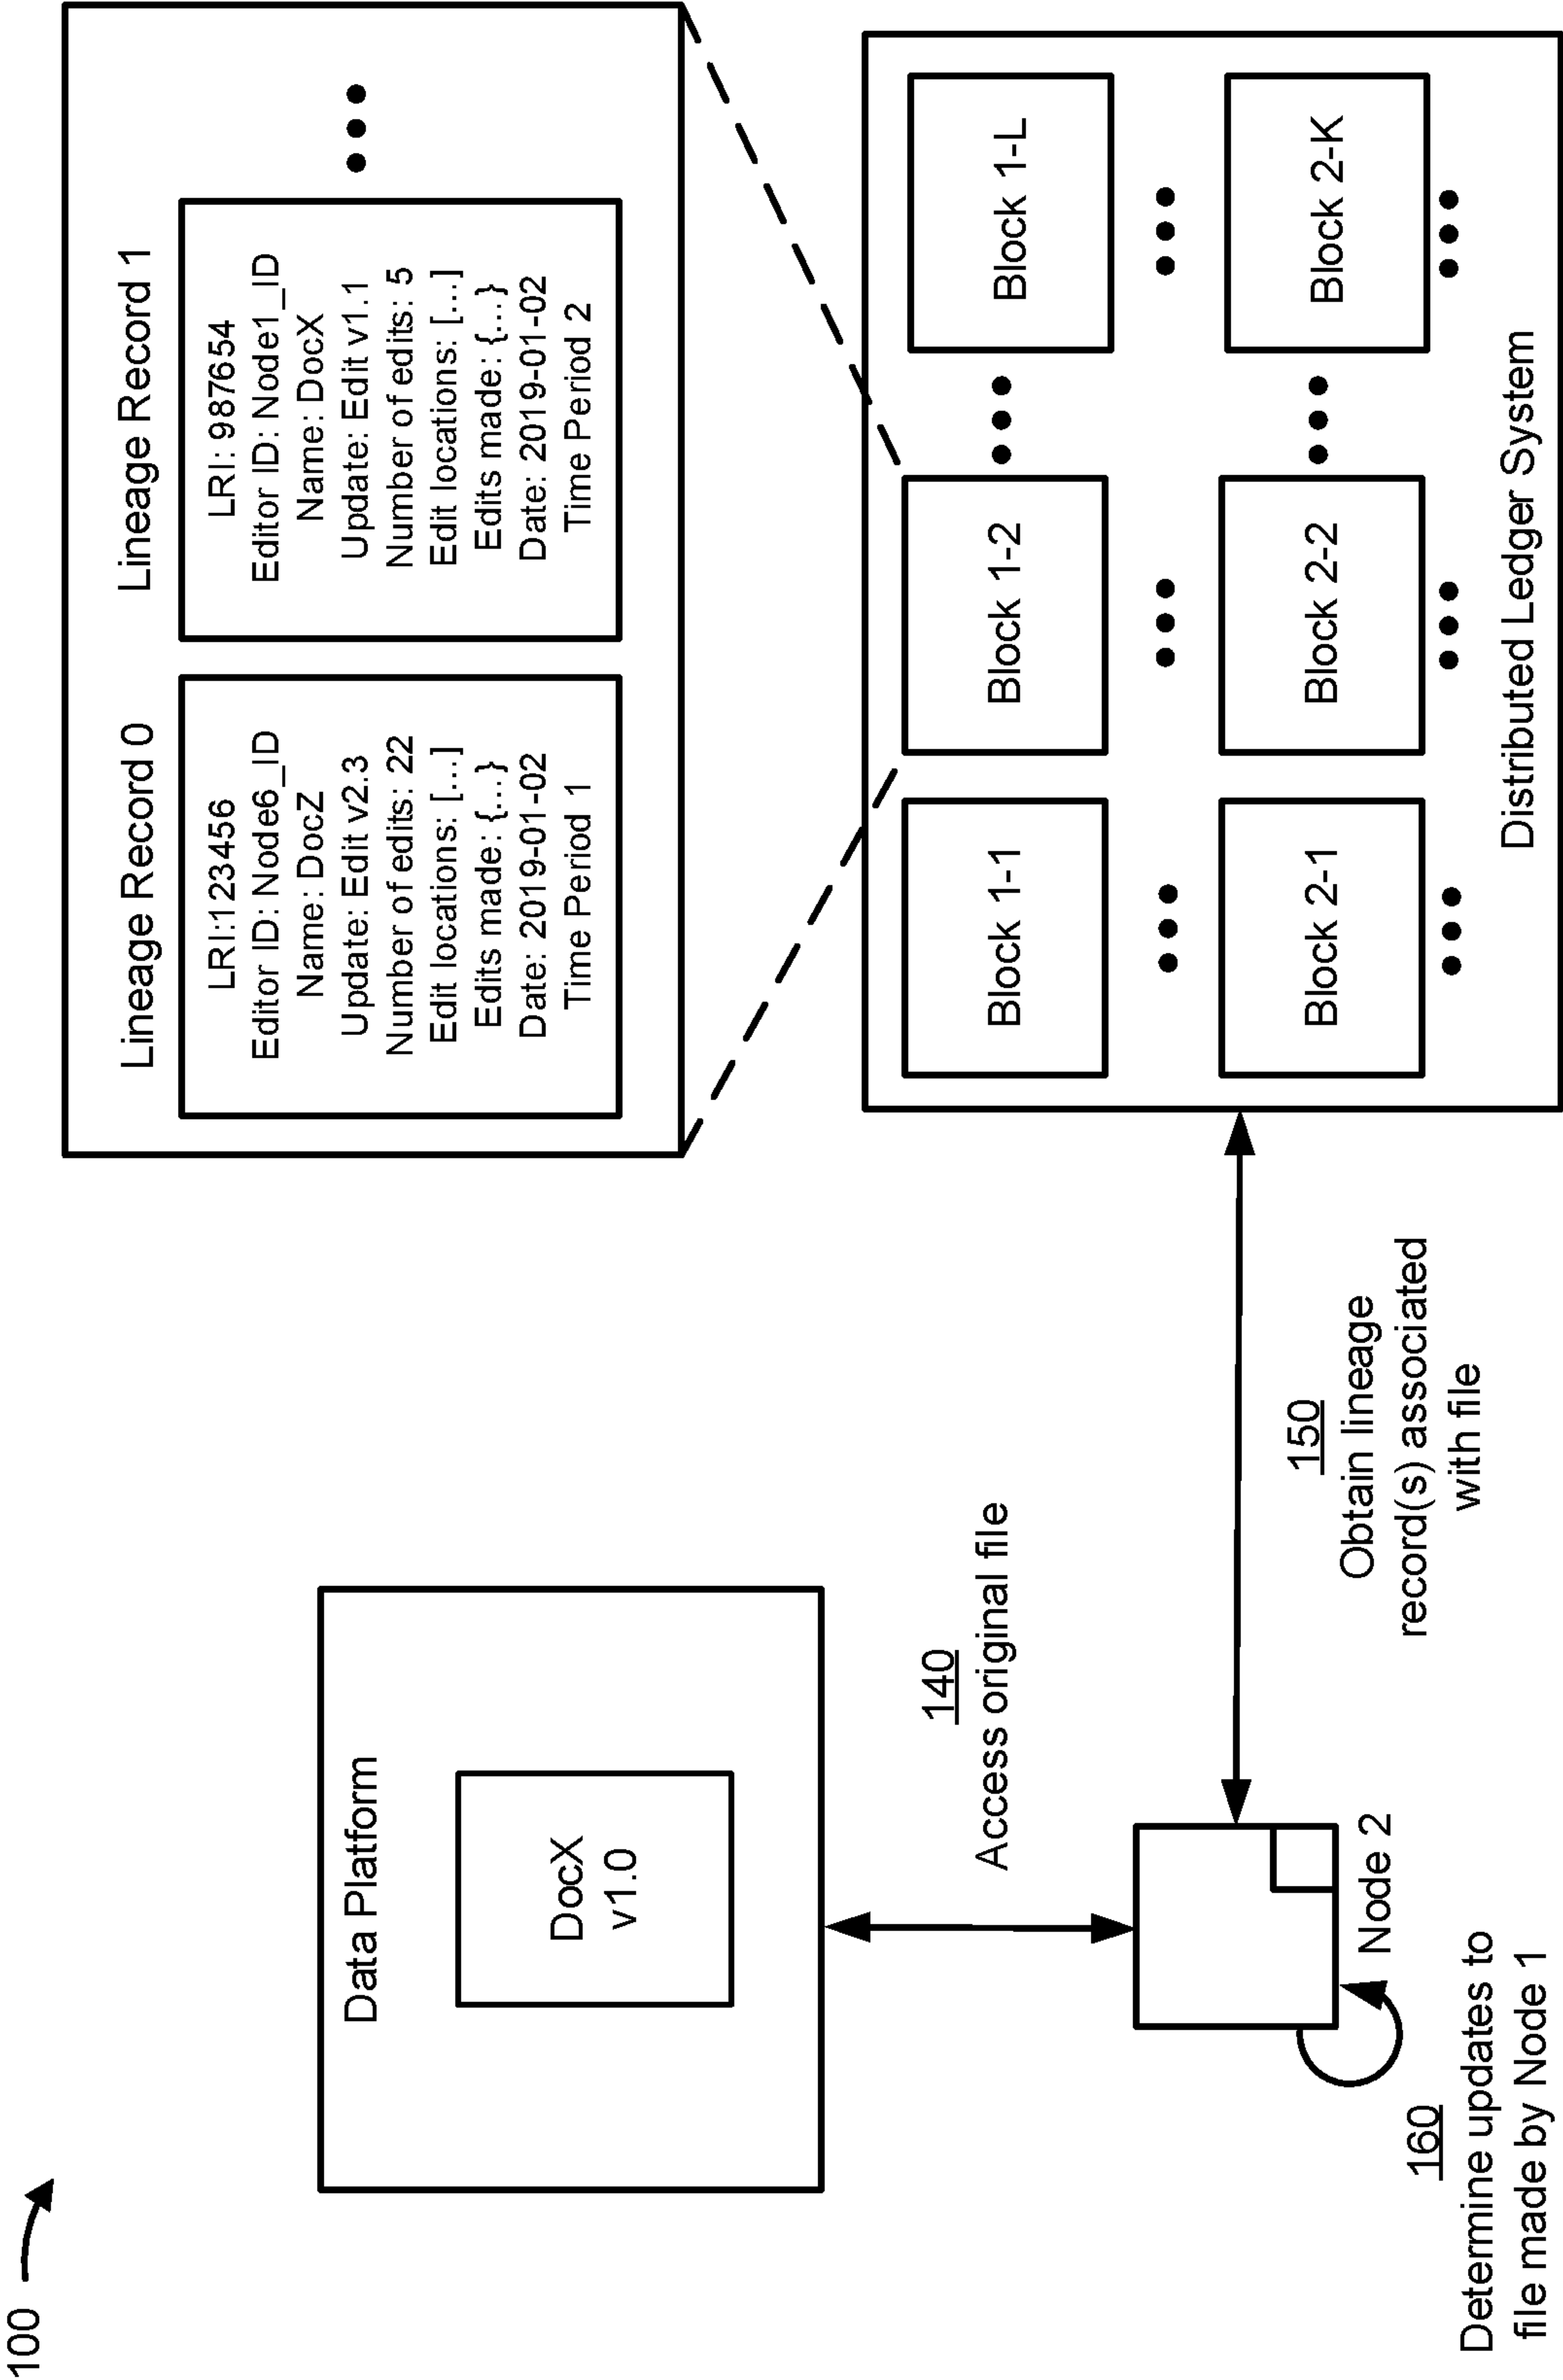 100
Data Platform
DocX
v1.0
140
Access original file
Node 2
160
Determine updates to
file made by Node 1
150
Obtain lineage
record(s) associated
with file
Lineage Record 0
LRI:123456
Editor ID: Node6_ID
Name: DocZ
Update: Edit v2.3
Number of edits: 22
Edit locations: [...]
Edits made: {...}
Date: 2019-01-02
Time Period 1
Lineage Record 1
LRI: 987654
Editor ID: Node1_ID
Name: DocX
Update: Edit v1.1
Number of edits: 5
Edit locations: [...]
Edits made: {...}
Date: 2019-01-02
Time Period 2
Block 1-1
Block 1-2
Block 1-L
Block 2-1
Block 2-2
Block 2-K
Distributed Ledger System